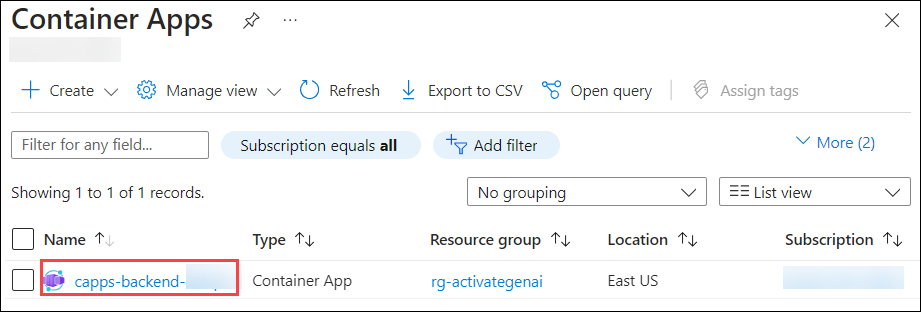 Container Apps
Create Manage view Refresh Export to CSV Open query Assign tags
Filter for any field... Subscription equals all Add filter More (2)
Showing 1 to 1 of 1 records. No grouping List view
Name Type Resource group Location Subscription
capps-backend- Container App rg-activategenai East US